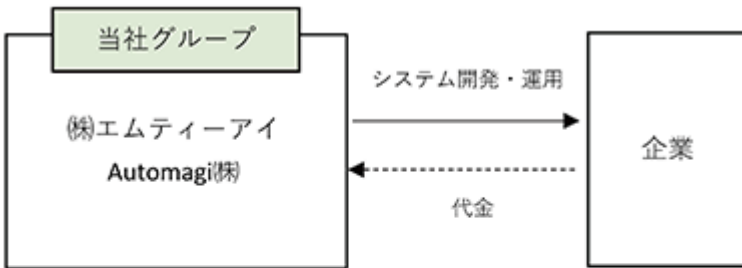 当社グループ
㈱エムティーアイ
Automagi㈱
システム開発・運用
代金
企業